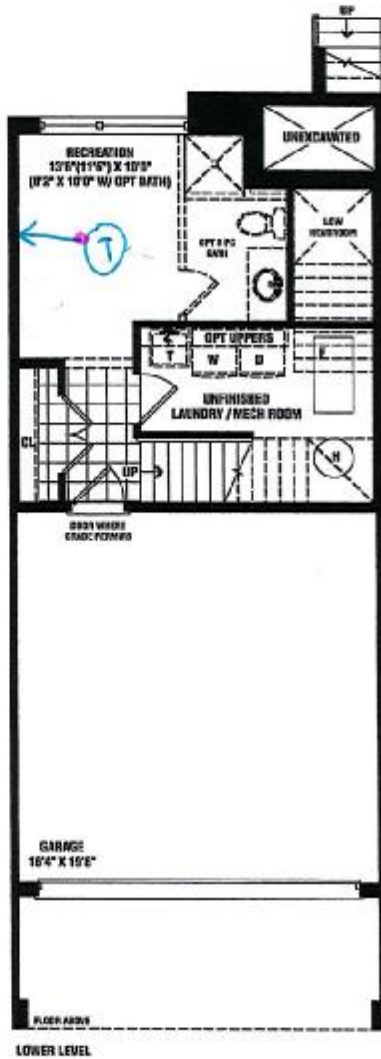 UP
UNEXCAVATED
RECREATION
13'6"(11'6") X 10'0"
(8'2" X 10'0" W/ OPT BATH)
LOW
HEADROOM
T
OPT 3 PC
BATH
OPT UPPERS
T
W
D
F
UNFINISHED
LAUNDRY / MECH ROOM
CL
UP
H
DOOR WHERE
GRADE PERMITS
GARAGE
18'4" X 19'6"
FLOOR ABOVE
LOWER LEVEL